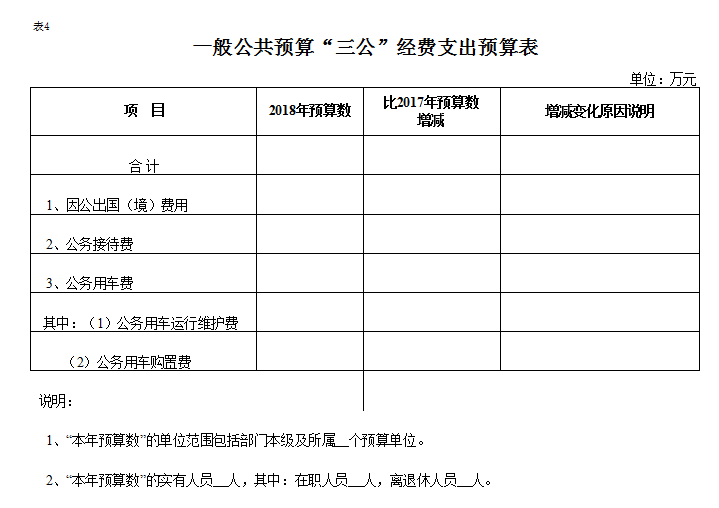 表4
一般公共预算“三公”经费支出预算表
单位：万元
项 目 2018年预算数 比2017年预算数 增减变化原因说明
增减
合 计
1、因公出国（境）费用
2、公务接待费
3、公务用车费
其中：（1）公务用车运行维护费
（2）公务用车购置费
说明：
1、“本年预算数”的单位范围包括部门本级及所属__个预算单位。
2、“本年预算数”的实有人员__人，其中：在职人员__人，离退休人员__人。